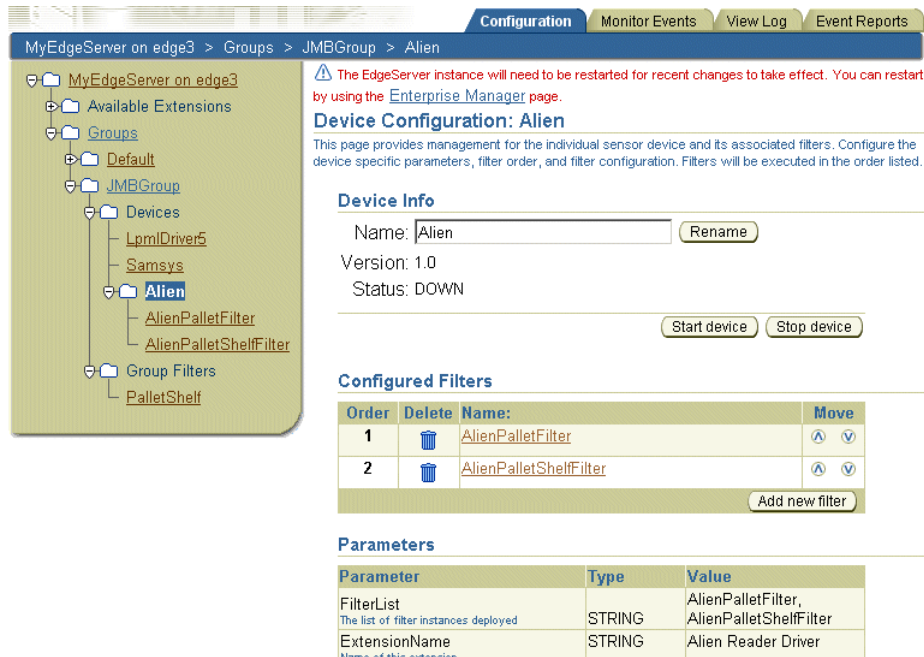 Configuration
Monitor Events
View Log
Event Reports
MyEdgeServer on edge3 > Groups > JMBGroup > Alien
MyEdgeServer on edge3
Available Extensions
Groups
Default
JMBGroup
Devices
LpmlDriver5
Samsys
Alien
AlienPalletFilter
AlienPalletShelfFilter
Group Filters
PalletShelf
The EdgeServer instance will need to be restarted for recent changes to take effect. You can restart
by using the Enterprise Manager page.
Device Configuration: Alien
This page provides management for the individual sensor device and its associated filters. Configure the
device specific parameters, filter order, and filter configuration. Filters will be executed in the order listed.
Device Info
Name: Alien Rename
Version: 1.0
Status: DOWN
Start device Stop device
Configured Filters
Order Delete Name: Move
1 AlienPalletFilter
2 AlienPalletShelfFilter
Add new filter
Parameters
Parameter Type Value
FilterList
The list of filter instances deployed STRING AlienPalletFilter,
AlienPalletShelfFilter
ExtensionName STRING Alien Reader Driver
Name of this extension